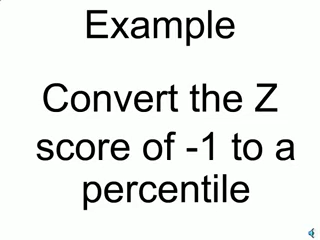 Example
Convert the Z
score of -1 to a
percentile